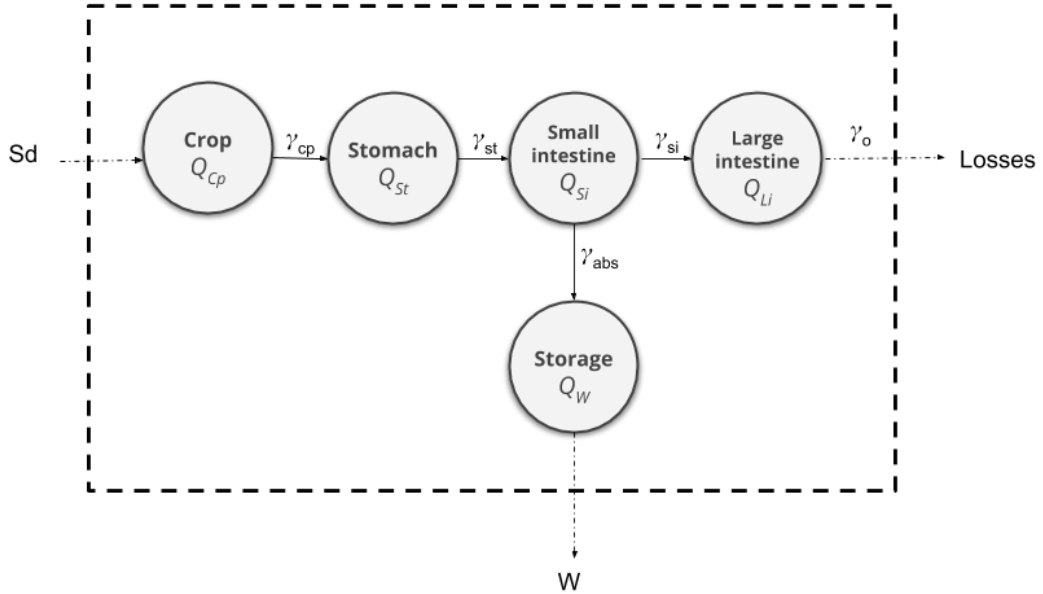 Sd
Crop
Q_Cp
γ_cp
Stomach
Q_St
γ_st
Small
intestine
Q_Si
γ_si
Large
intestine
Q_Li
γ_o
Losses
γ_abs
Storage
Q_W
W